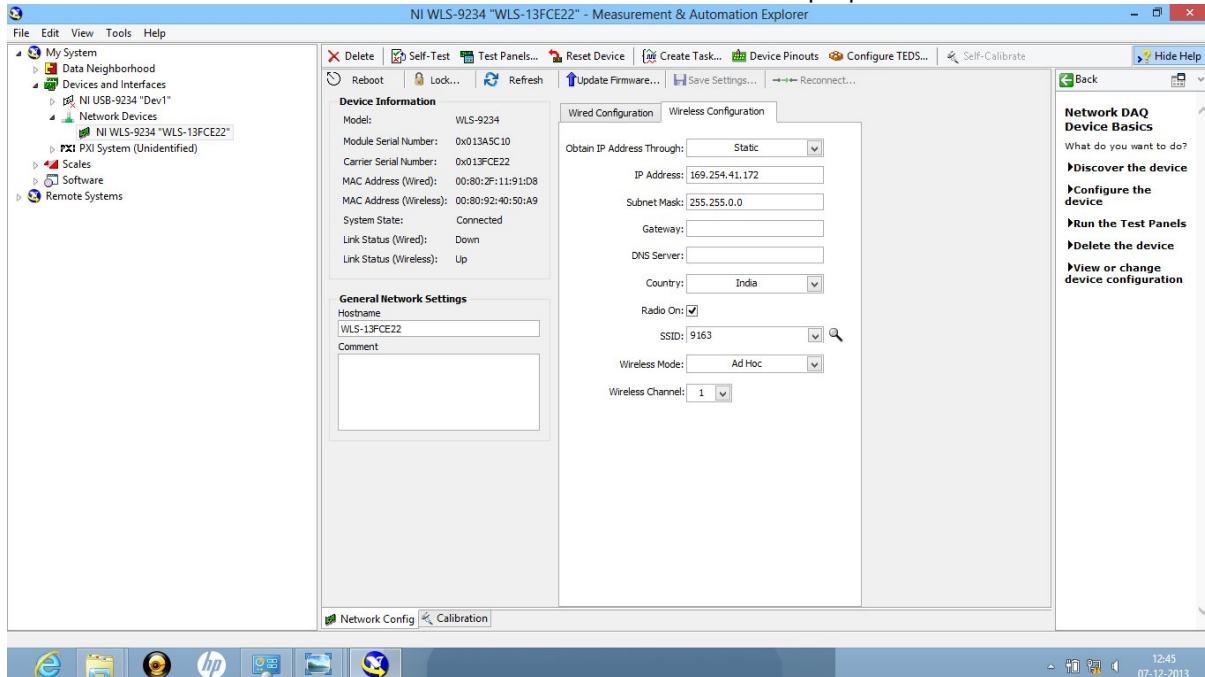 NI WLS-9234 "WLS-13FCE22" - Measurement & Automation Explorer
File Edit View Tools Help
My System
Data Neighborhood
Devices and Interfaces
NI USB-9234 "Dev1"
Network Devices
NI WLS-9234 "WLS-13FCE22"
PXI PXI System (Unidentified)
Scales
Software
Remote Systems
Delete Self-Test Test Panels... Reset Device Create Task... Device Pinouts Configure TEDS... Self-Calibrate Hide Help
Reboot Lock... Refresh Update Firmware... Save Settings... Reconnect...
Device Information
Model: WLS-9234
Module Serial Number: 0x013A5C10
Carrier Serial Number: 0x013FCE22
MAC Address (Wired): 00:80:2F:11:91:D8
MAC Address (Wireless): 00:80:92:40:50:A9
System State: Connected
Link Status (Wired): Down
Link Status (Wireless): Up
General Network Settings
Hostname
WLS-13FCE22
Comment
Wired Configuration Wireless Configuration
Obtain IP Address Through: Static
IP Address: 169.254.41.172
Subnet Mask: 255.255.0.0
Gateway:
DNS Server:
Country: India
Radio On:
SSID: 9163
Wireless Mode: Ad Hoc
Wireless Channel: 1
Back
Network DAQ
Device Basics
What do you want to do?
Discover the device
Configure the
device
Run the Test Panels
Delete the device
View or change
device configuration
Network Config Calibration
hp
12:45
07-12-2013